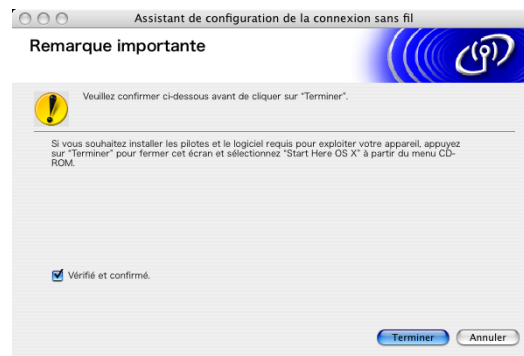 Assistant de configuration de la connexion sans fil
Remarque importante
Veuillez confirmer ci-dessous avant de cliquer sur "Terminer".
Si vous souhaitez installer les pilotes et le logiciel requis pour exploiter votre appareil, appuyez
sur "Terminer" pour fermer cet écran et sélectionnez "Start Here OS X" à partir du menu CD-
ROM.
Vérifié et confirmé.
Terminer
Annuler